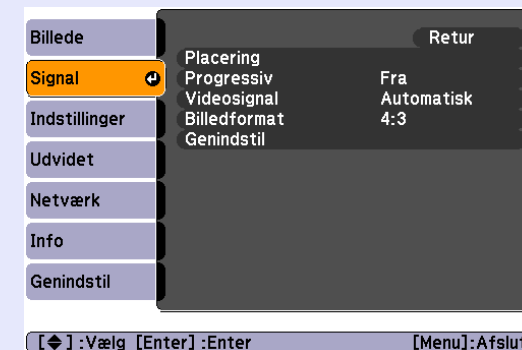 Billede
Signal
Indstillinger
Udvidet
Netværk
Info
Genindstil
Retur
Placering
Progressiv Fra
Videosignal Automatisk
Billedformat 4:3
Genindstil
[◆] :Vælg [Enter] :Enter [Menu]:Afslut